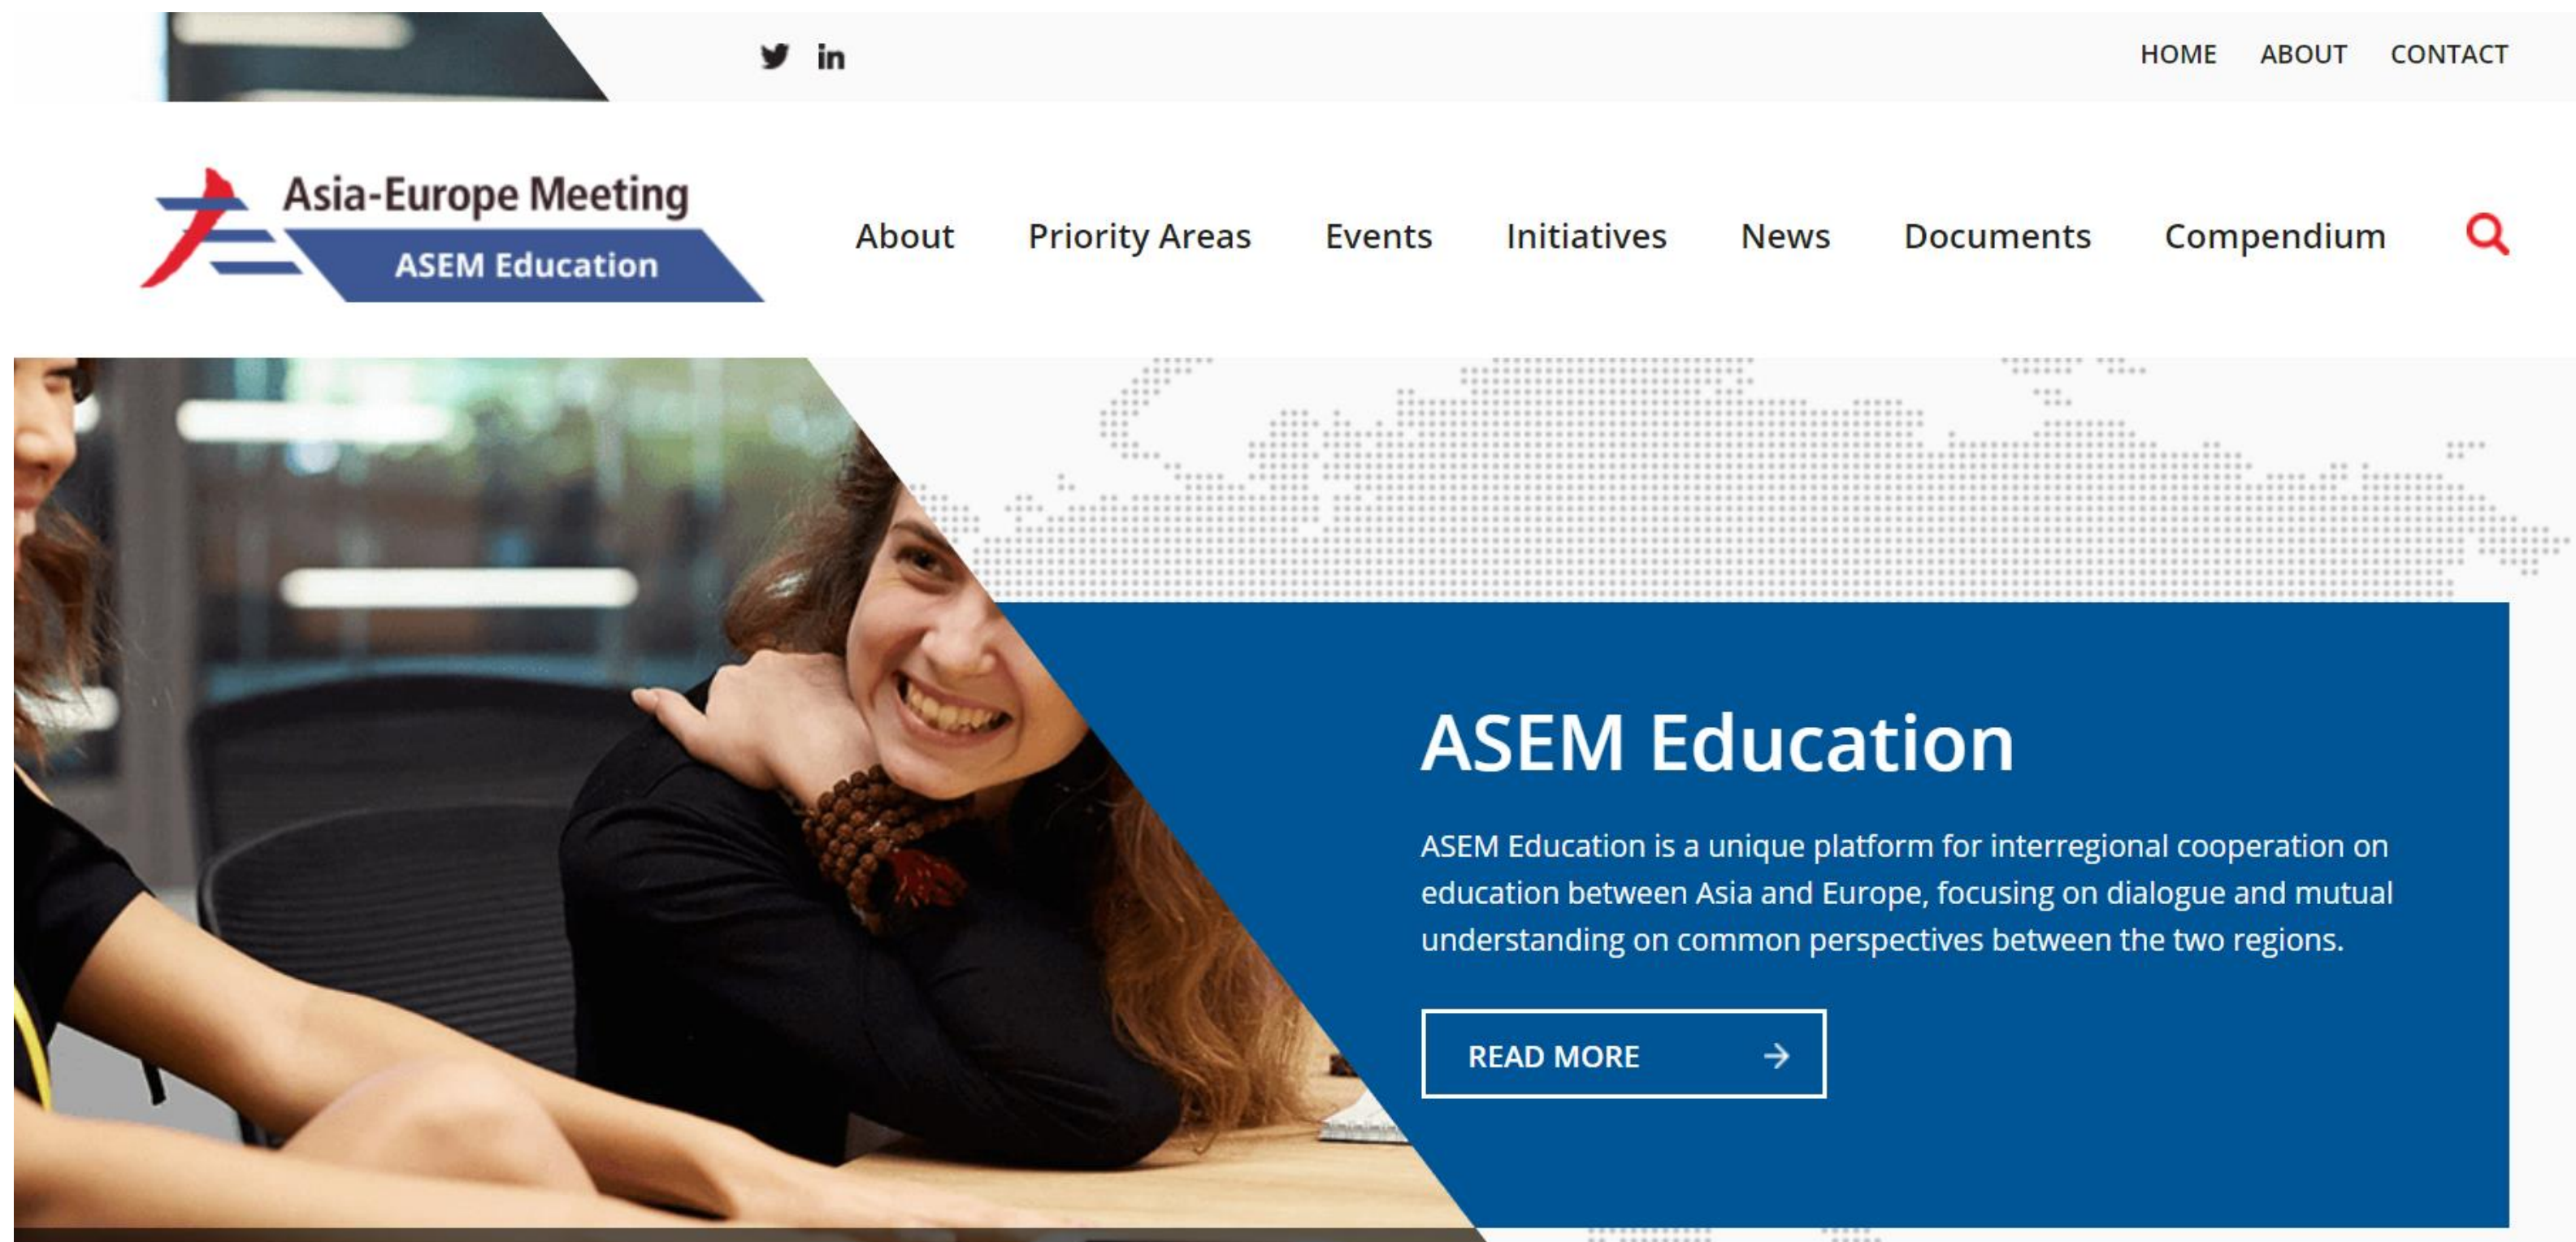 HOME ABOUT CONTACT
Asia-Europe Meeting
ASEM Education
About Priority Areas Events Initiatives News Documents Compendium
ASEM Education
ASEM Education is a unique platform for interregional cooperation on
education between Asia and Europe, focusing on dialogue and mutual
understanding on common perspectives between the two regions.
READ MORE →